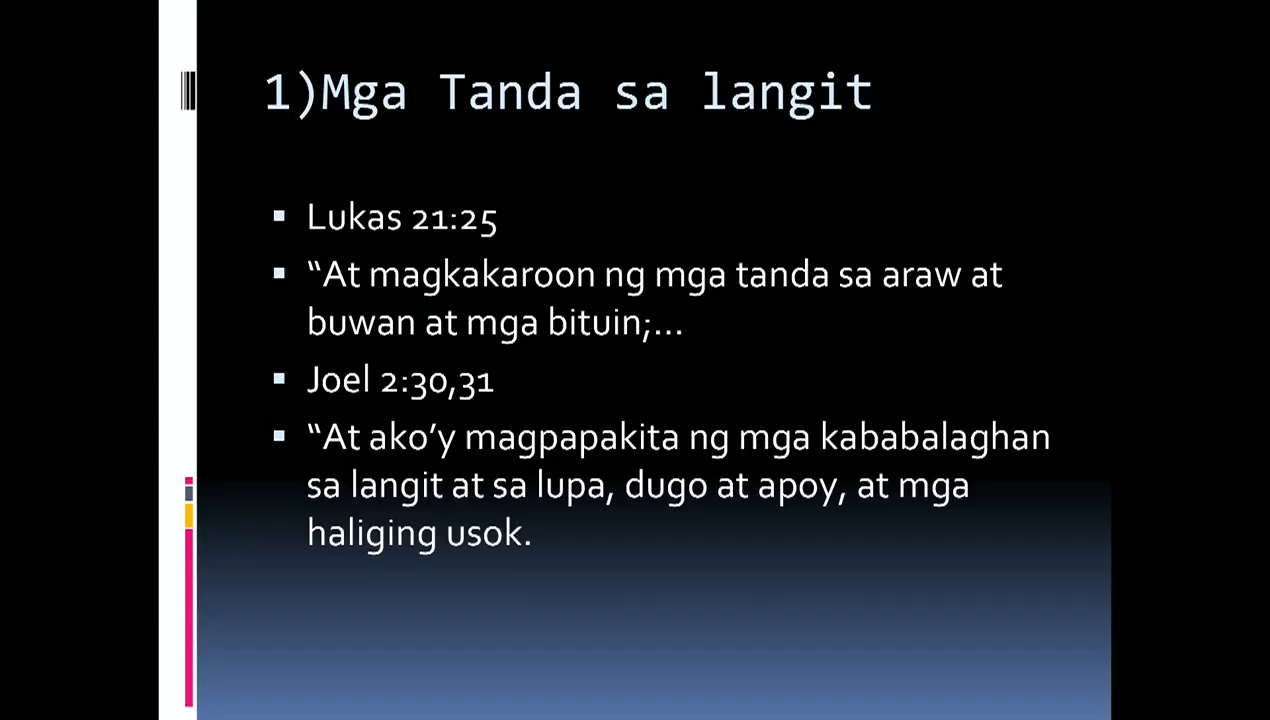 1)Mga Tanda sa langit
▪ Lukas 21:25
▪ “At magkakaroon ng mga tanda sa araw at
buwan at mga bituin;...
▪ Joel 2:30,31
▪ “At ako’y magpapakita ng mga kababalaghan
sa langit at sa lupa, dugo at apoy, at mga
haliging usok.